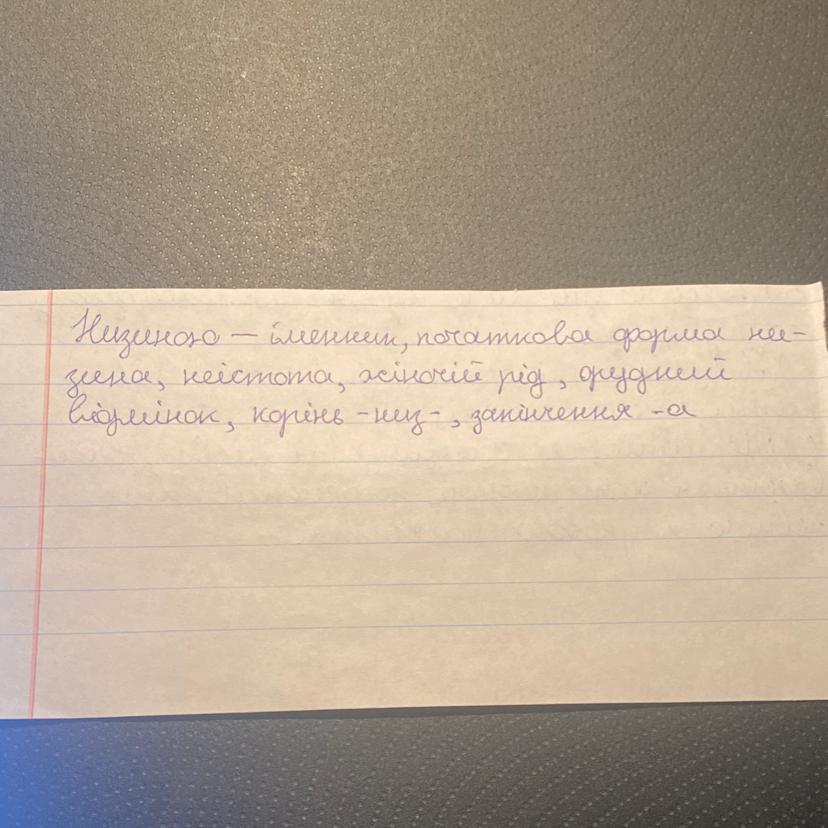 Низиною — іменник, початкова форма ни-
зина, неістота, жіночий рід, орудний
відмінок, корінь -низ-, закінчення -а